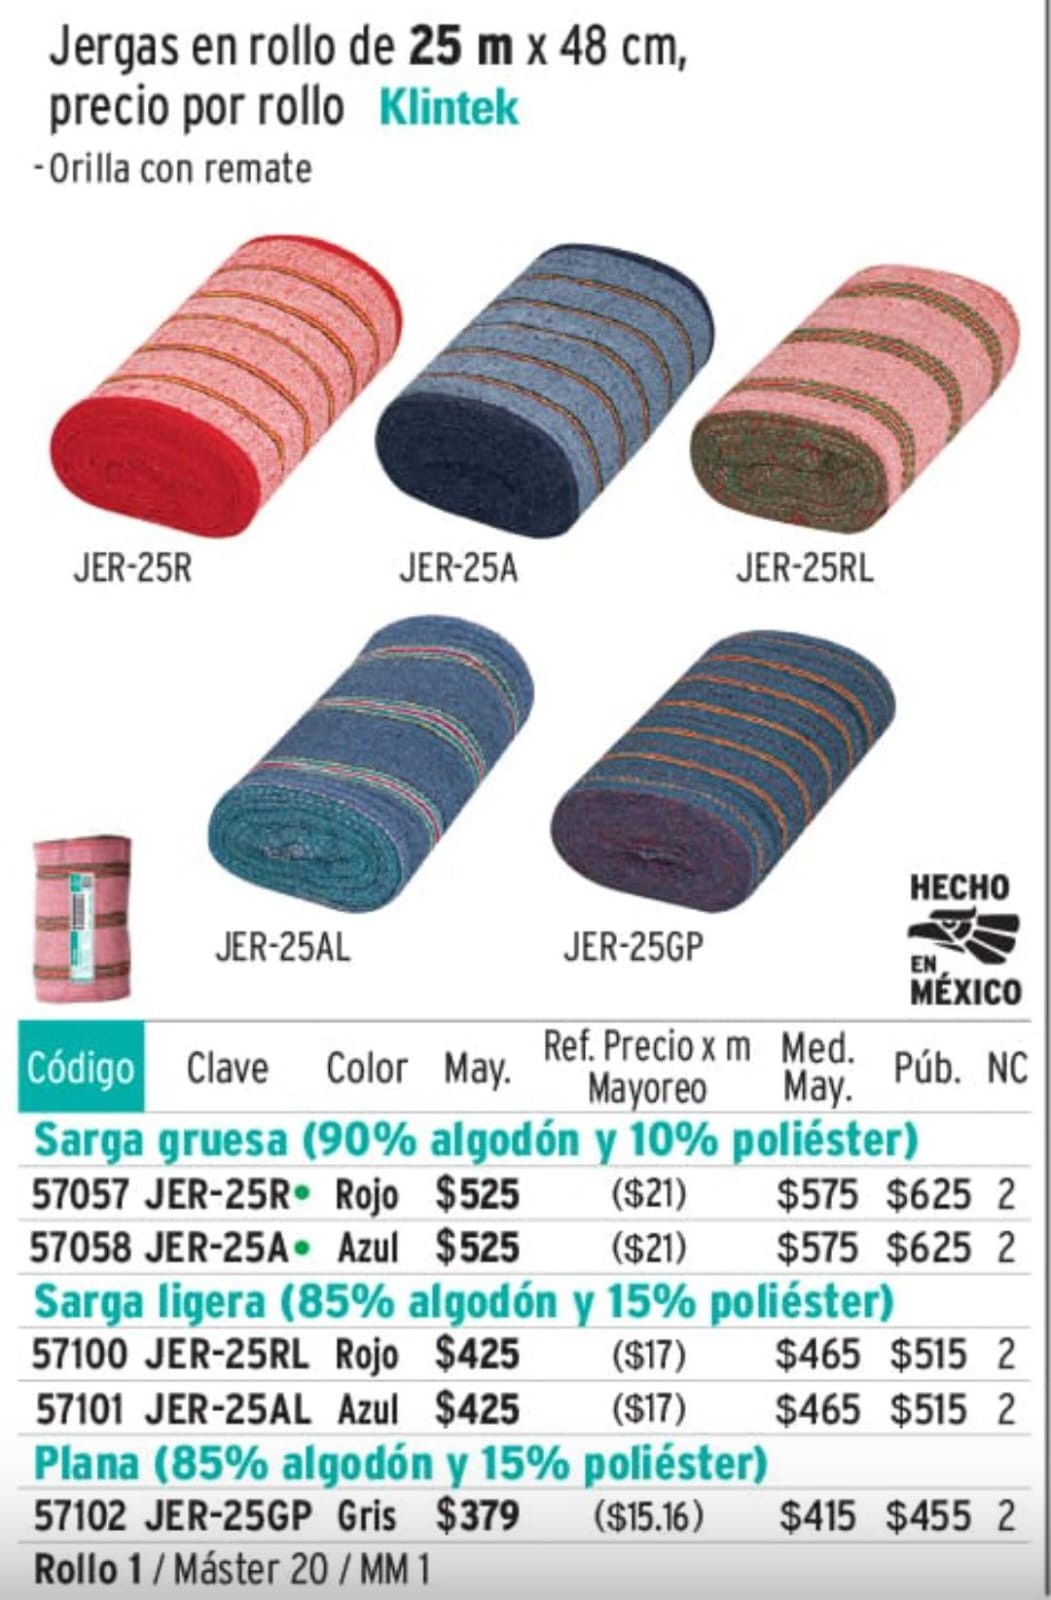 Jergas en rollo de 25 m x 48 cm,
precio por rollo Klintek
-Orilla con remate
JER-25R JER-25A JER-25RL
JER-25AL JER-25GP
HECHO
EN
MÉXICO
Código Clave Color May. Ref. Precio x m Mayoreo Med. May. Púb. NC
Sarga gruesa (90% algodón y 10% poliéster)
57057 JER-25R• Rojo $525 ($21) $575 $625 2
57058 JER-25A• Azul $525 ($21) $575 $625 2
Sarga ligera (85% algodón y 15% poliéster)
57100 JER-25RL Rojo $425 ($17) $465 $515 2
57101 JER-25AL Azul $425 ($17) $465 $515 2
Plana (85% algodón y 15% poliéster)
57102 JER-25GP Gris $379 ($15.16) $415 $455 2
Rollo 1 / Máster 20 / MM 1